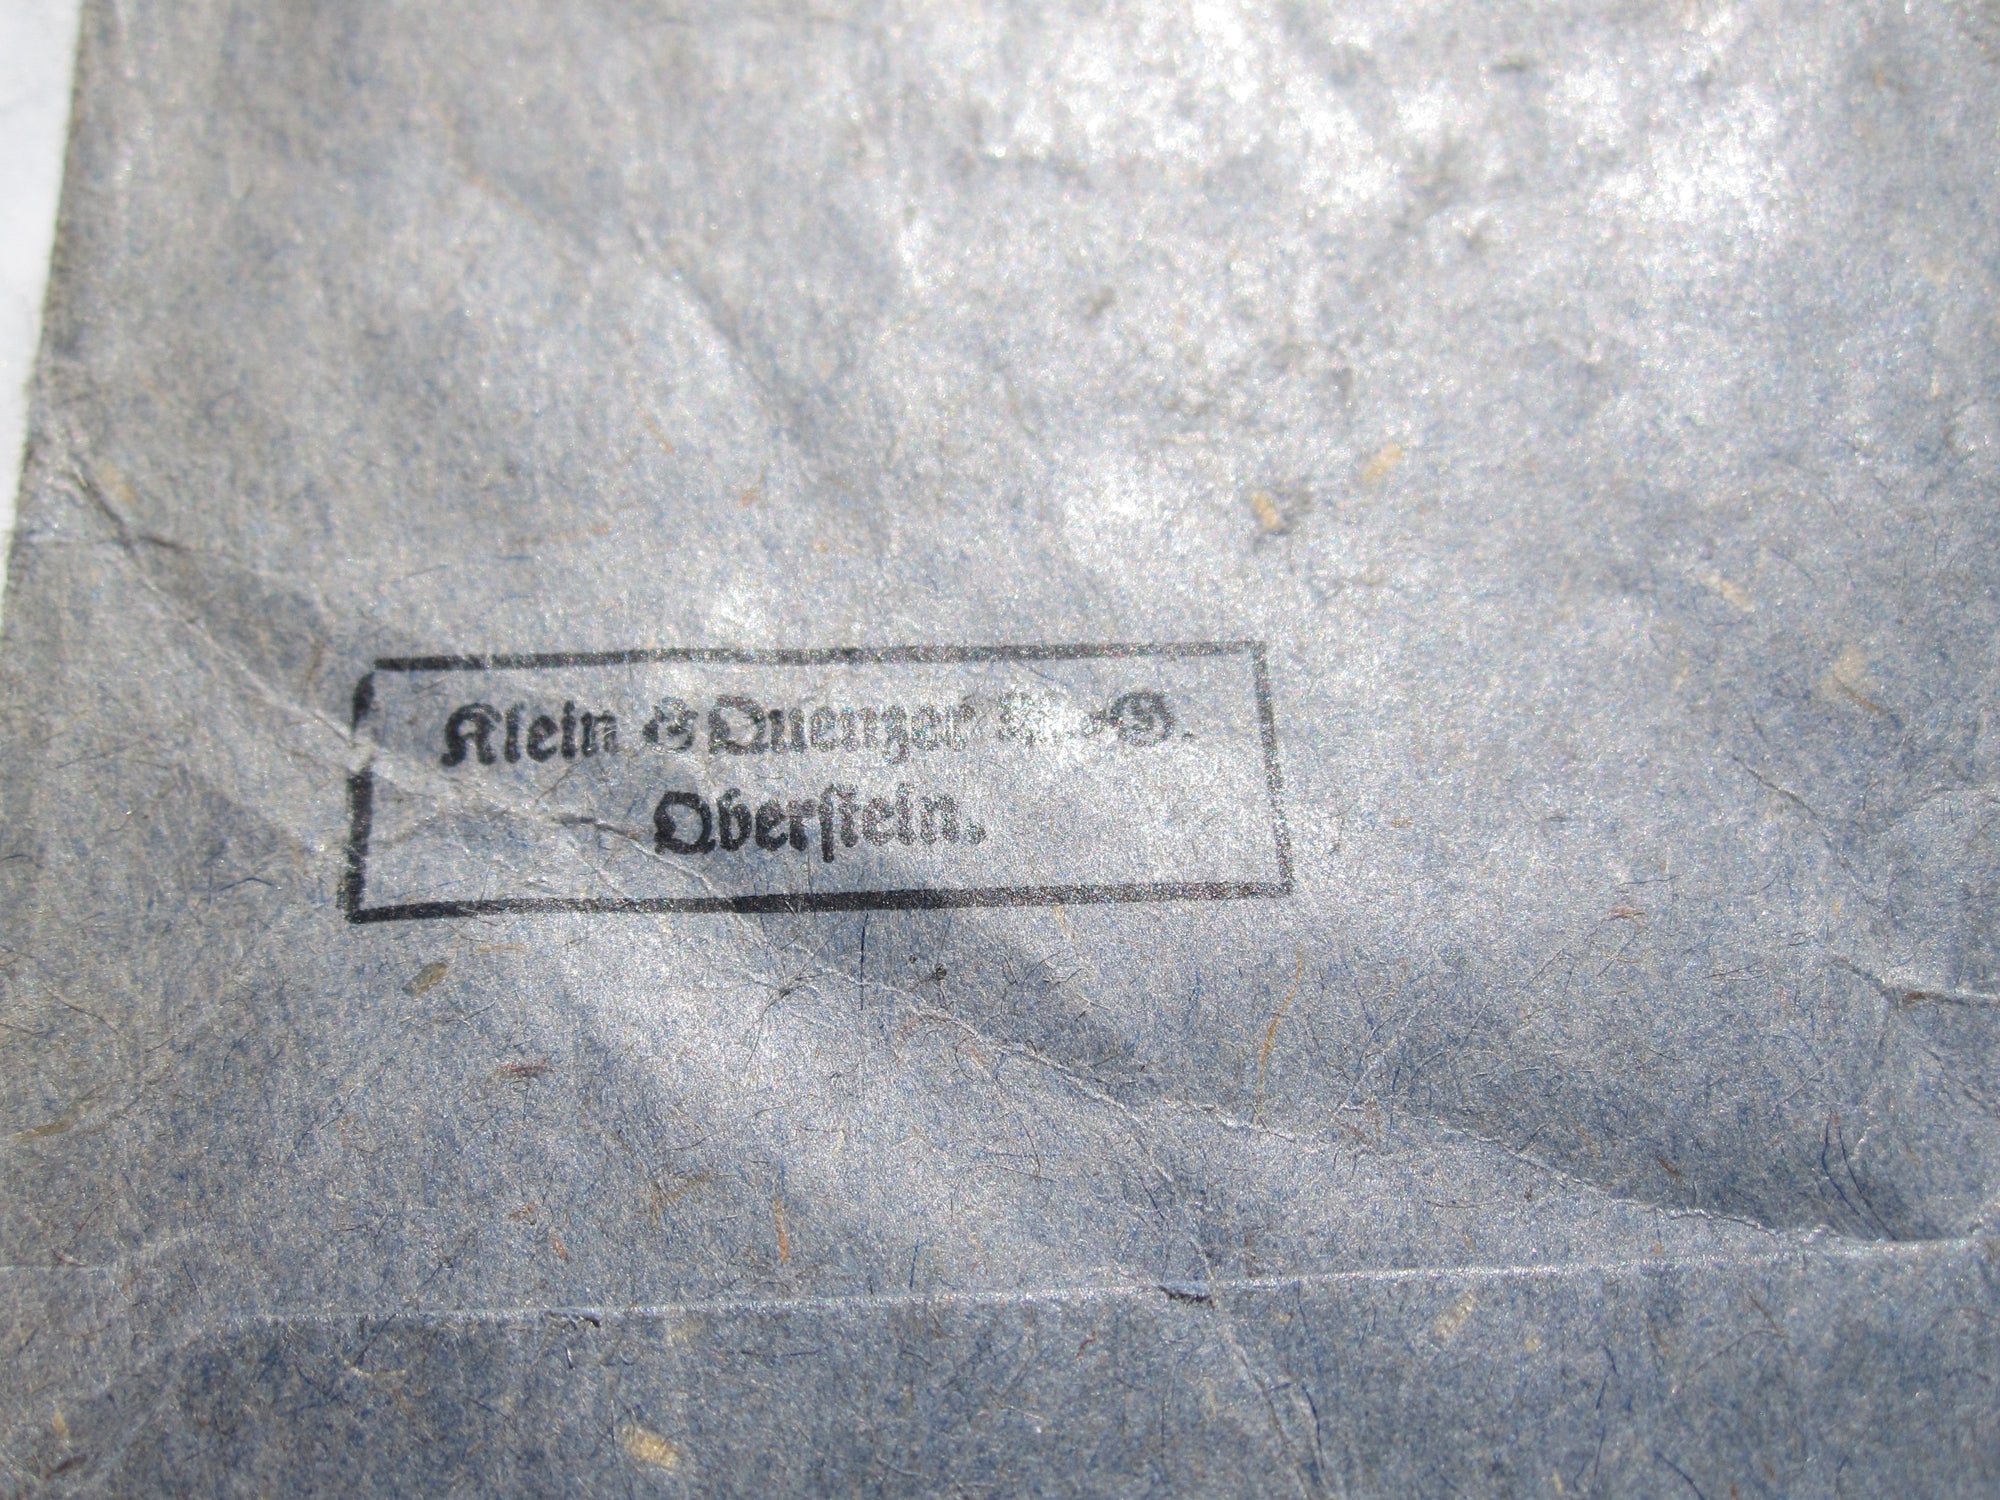 Klein & Quenzer A.-G.
Oberſtein.